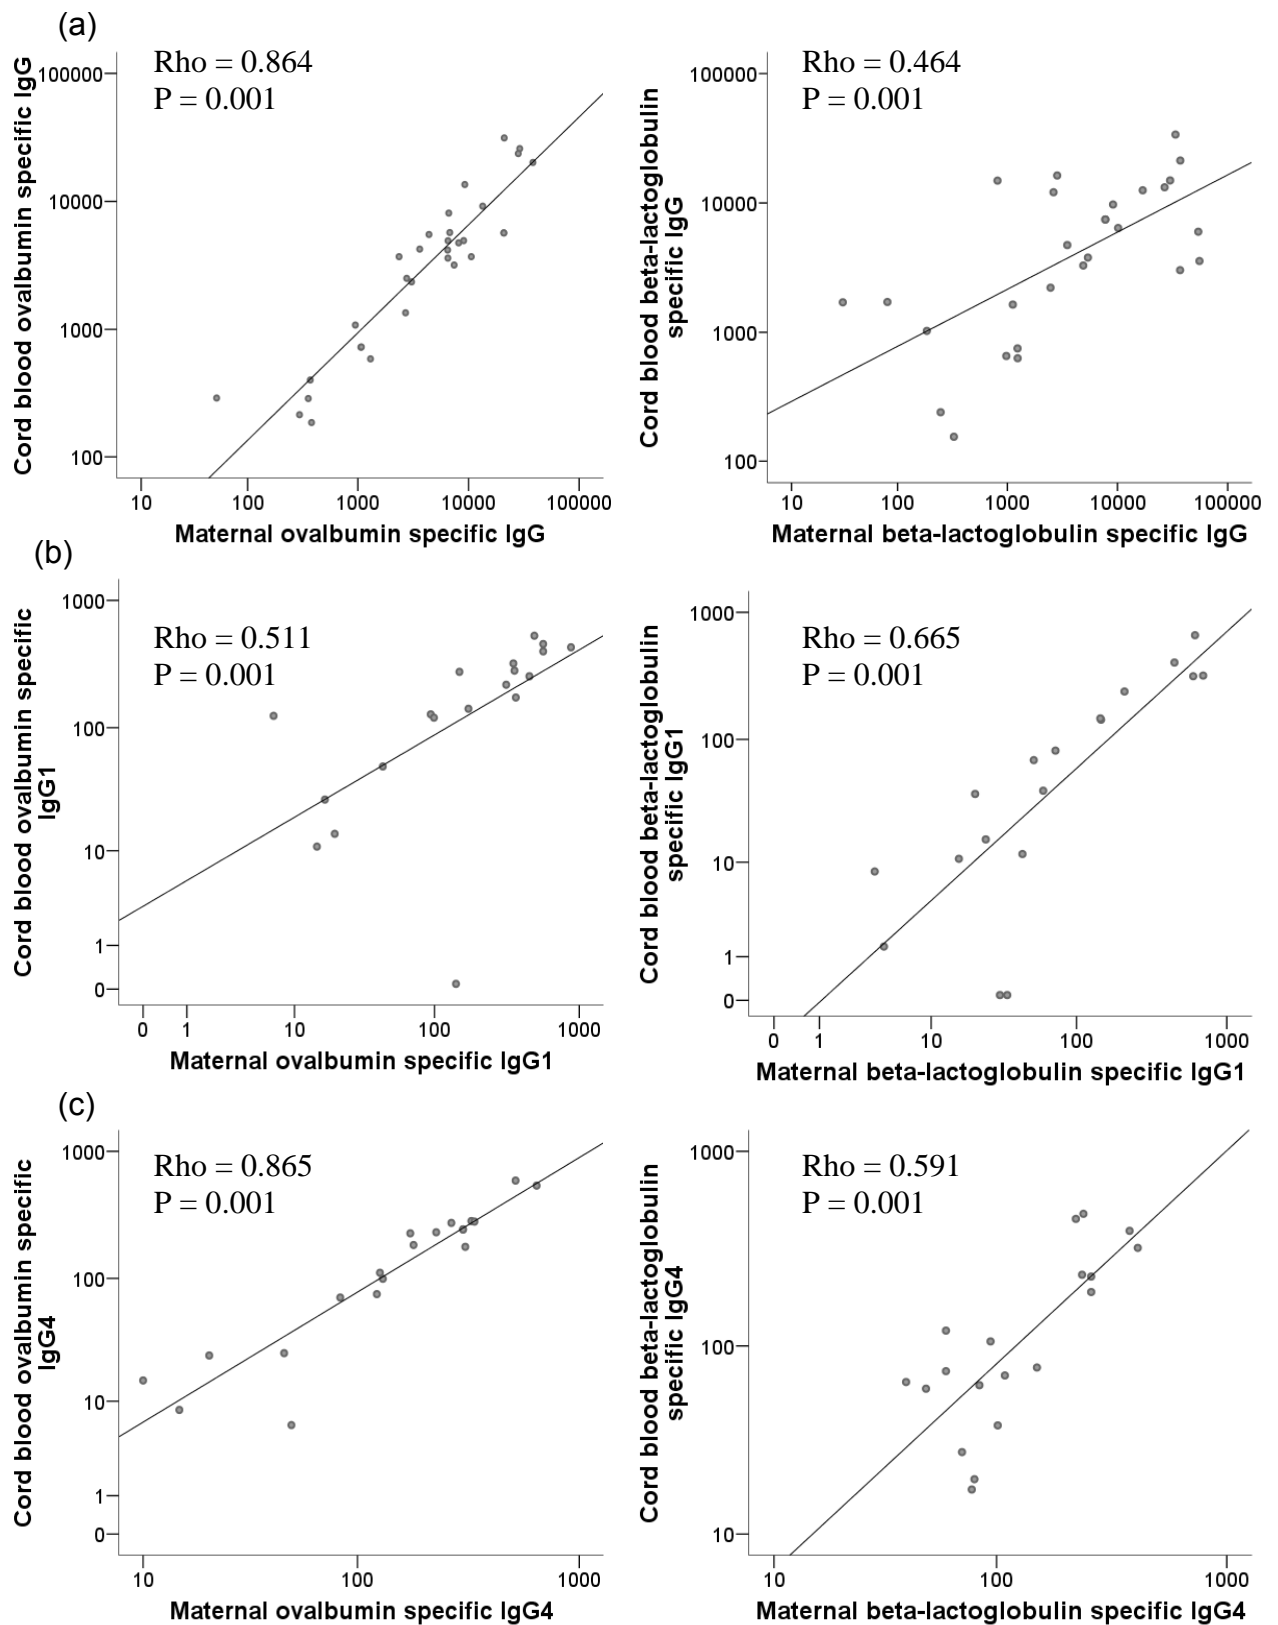 (a)
Rho = 0.864
P = 0.001
Cord blood ovalbumin specific IgG
100000
10000
1000
100
10
100
1000
10000
100000
Maternal ovalbumin specific IgG
Rho = 0.464
P = 0.001
Cord blood beta-lactoglobulin
specific IgG
100000
10000
1000
100
10
100
1000
10000
100000
Maternal beta-lactoglobulin specific IgG
(b)
Rho = 0.511
P = 0.001
Cord blood ovalbumin specific
IgG1
1000
100
10
1
0
0
1
10
100
1000
Maternal ovalbumin specific IgG1
Rho = 0.665
P = 0.001
Cord blood beta-lactoglobulin
specific IgG1
1000
100
10
1
0
0
1
10
100
1000
Maternal beta-lactoglobulin specific IgG1
(c)
Rho = 0.865
P = 0.001
Cord blood ovalbumin specific
IgG4
1000
100
10
1
0
10
100
1000
Maternal ovalbumin specific IgG4
Rho = 0.591
P = 0.001
Cord blood beta-lactoglobulin
specific IgG4
1000
100
10
10
100
1000
Maternal beta-lactoglobulin specific IgG4